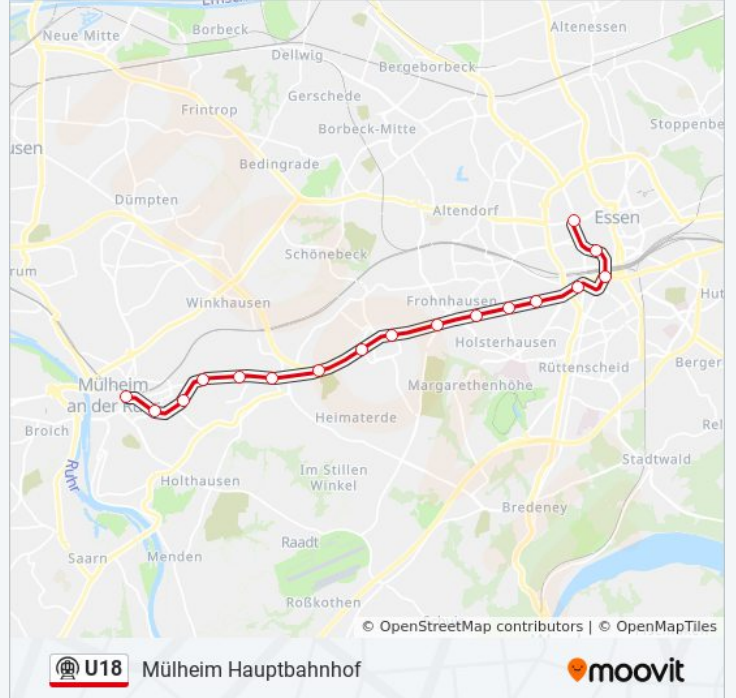 Neue Mitte
Borbeck
Altenessen
Dellwig
Bergeborbeck
Gerschede
Frintrop
Borbeck-Mitte
Stoppenbe
usen
Bedingrade
Dümpten
Altendorf
Essen
Schönebeck
rum
Winkhausen
Frohnhausen
Hut
Holsterhausen
Rüttenscheid
Berger
Mülheim
an der Ru
Margarethenhöhe
Heimaterde
Broich
Rel
Stadtwald
Im Stillen
Winkel
Ruhr
Holthausen
Bredeney
Raadt
Saarn
Menden
Roßkothen
© OpenStreetMap contributors | © OpenMapTiles
U18 Mülheim Hauptbahnhof
moovit